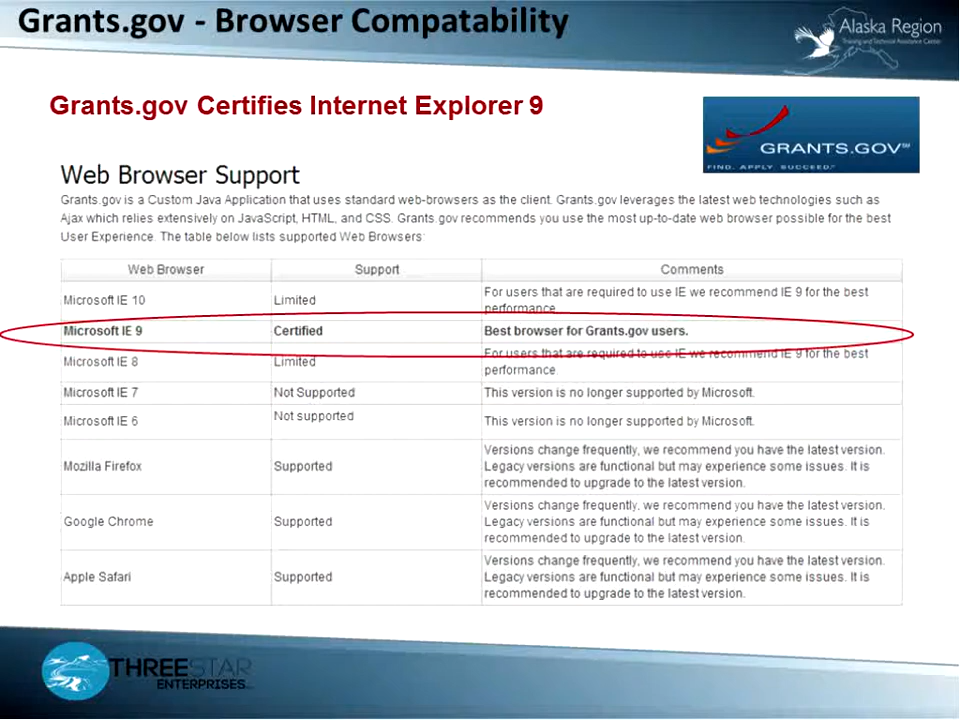 Grants.gov - Browser Compatability
Alaska Region
Training and Technical Assistance Center
Grants.gov Certifies Internet Explorer 9
GRANTS.GOV℠
FIND. APPLY. SUCCEED.℠
Web Browser Support
Grants.gov is a Custom Java Application that uses standard web-browsers as the client. Grants.gov leverages the latest web technologies such as
Ajax which relies extensively on JavaScript, HTML, and CSS. Grants.gov recommends you use the most up-to-date web browser possible for the best
User Experience. The table below lists supported Web Browsers:
Web Browser Support Comments
Microsoft IE 10 Limited For users that are required to use IE we recommend IE 9 for the best
performance
Microsoft IE 9 Certified Best browser for Grants.gov users.
Microsoft IE 8 Limited For users that are required to use IE we recommend IE 9 for the best
performance
Microsoft IE 7 Not Supported This version is no longer supported by Microsoft.
Microsoft IE 6 Not supported This version is no longer supported by Microsoft.
Mozilla Firefox Supported Versions change frequently, we recommend you have the latest version.
Legacy versions are functional but may experience some issues. It is
recommended to upgrade to the latest version.
Google Chrome Supported Versions change frequently, we recommend you have the latest version.
Legacy versions are functional but may experience some issues. It is
recommended to upgrade to the latest version.
Apple Safari Supported Versions change frequently, we recommend you have the latest version.
Legacy versions are functional but may experience some issues. It is
recommended to upgrade to the latest version.
THREESTAR
ENTERPRISES